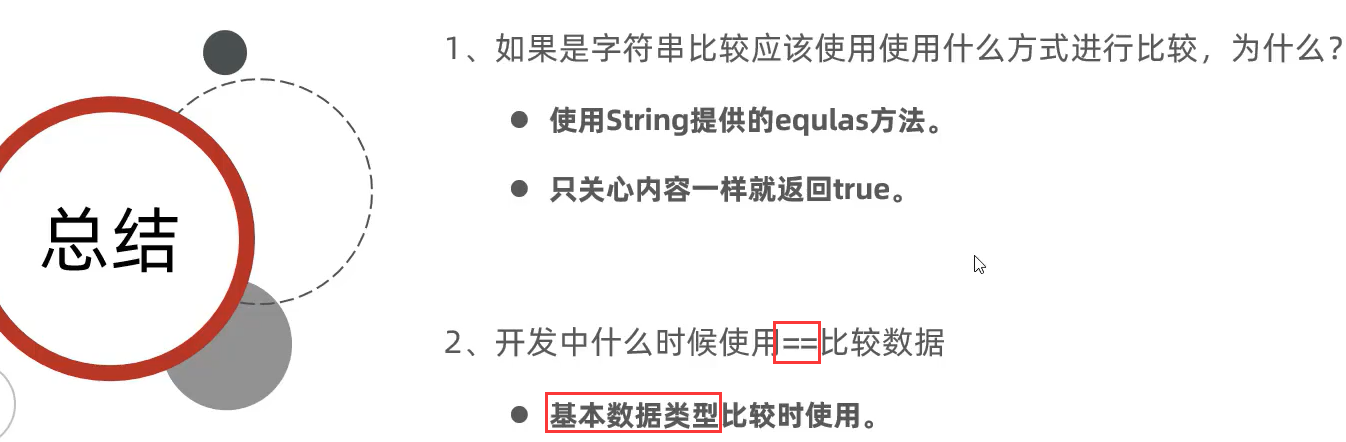 总结
1、如果是字符串比较应该使用使用什么方式进行比较，为什么?
● 使用String提供的equlas方法。
● 只关心内容一样就返回true。
2、开发中什么时候使用==比较数据
● 基本数据类型比较时使用。